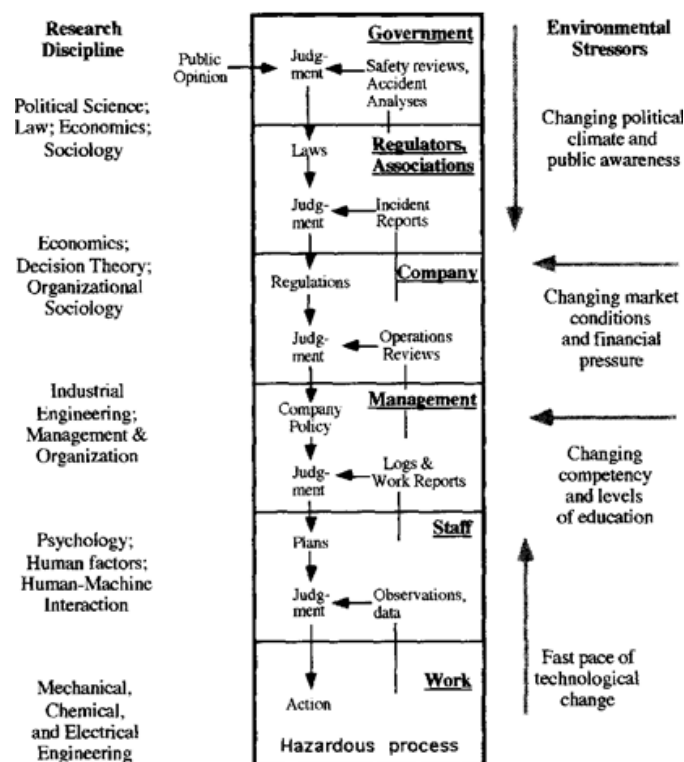 Research
Discipline
Political Science;
Law; Economics;
Sociology
Economics;
Decision Theory;
Organizational
Sociology
Industrial
Engineering;
Management &
Organization
Psychology;
Human factors;
Human-Machine
Interaction
Mechanical,
Chemical,
and Electrical
Engineering
Public
Opinion
Government
Judg-
ment
Safety reviews,
Accident
Analyses
Laws
Regulators,
Associations
Judg-
ment
Incident
Reports
Company
Regulations
Judg-
ment
Operations
Reviews
Management
Company
Policy
Judg-
ment
Logs &
Work Reports
Staff
Plans
Judg-
ment
Observations,
data
Work
Action
Hazardous process
Environmental
Stressors
Changing political
climate and
public awareness
Changing market
conditions
and financial
pressure
Changing
competency
and levels
of education
Fast pace of
technological
change